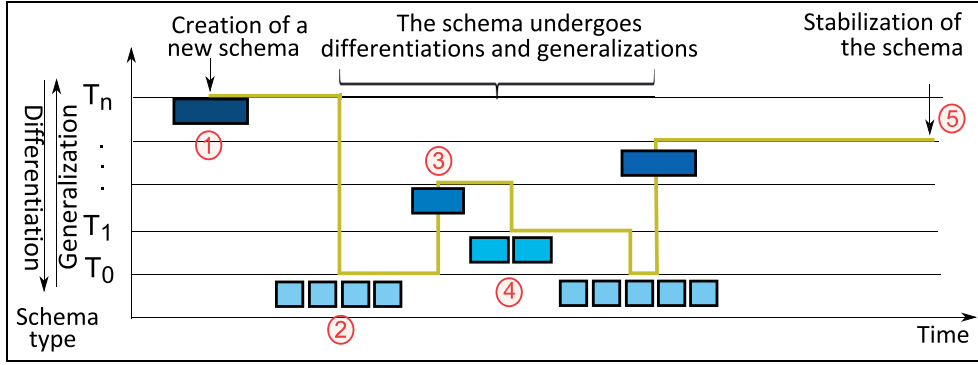 Creation of a
new schema
The schema undergoes
differentiations and generalizations
Stabilization of
the schema
Differentiation
Generalization
Tn
.
.
.
T1
T0
1
2
3
4
5
Schema
type
Time